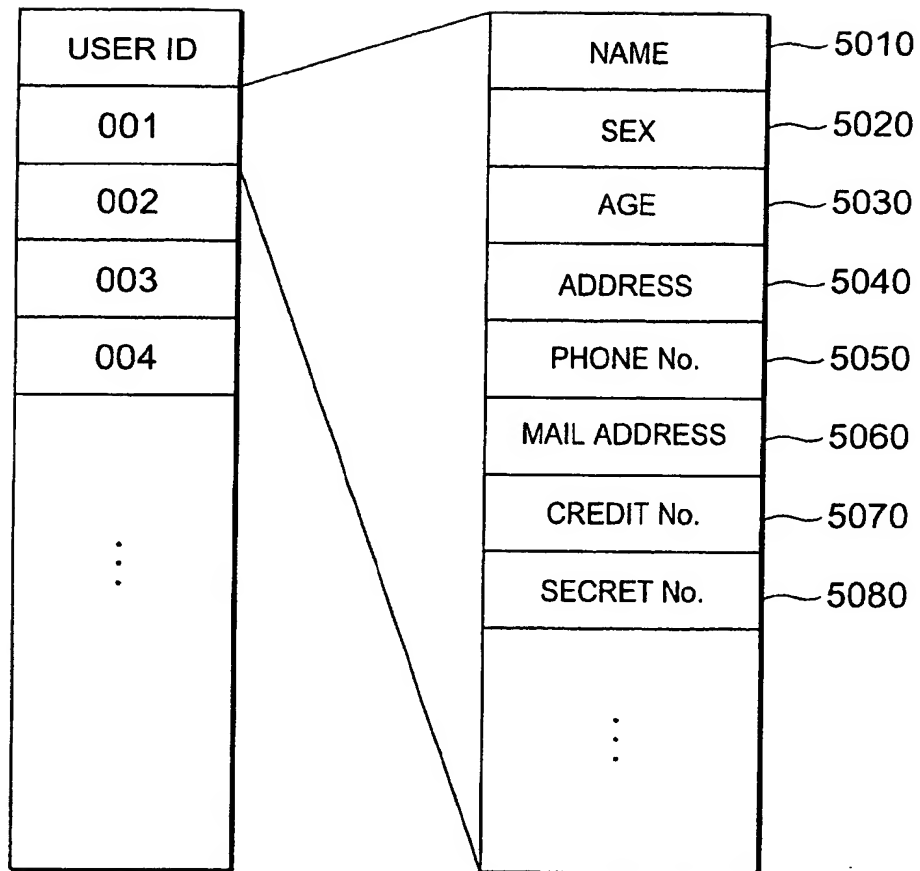 USER ID
001
002
003
004
NAME 5010
SEX 5020
AGE 5030
ADDRESS 5040
PHONE No. 5050
MAIL ADDRESS 5060
CREDIT No. 5070
SECRET No. 5080